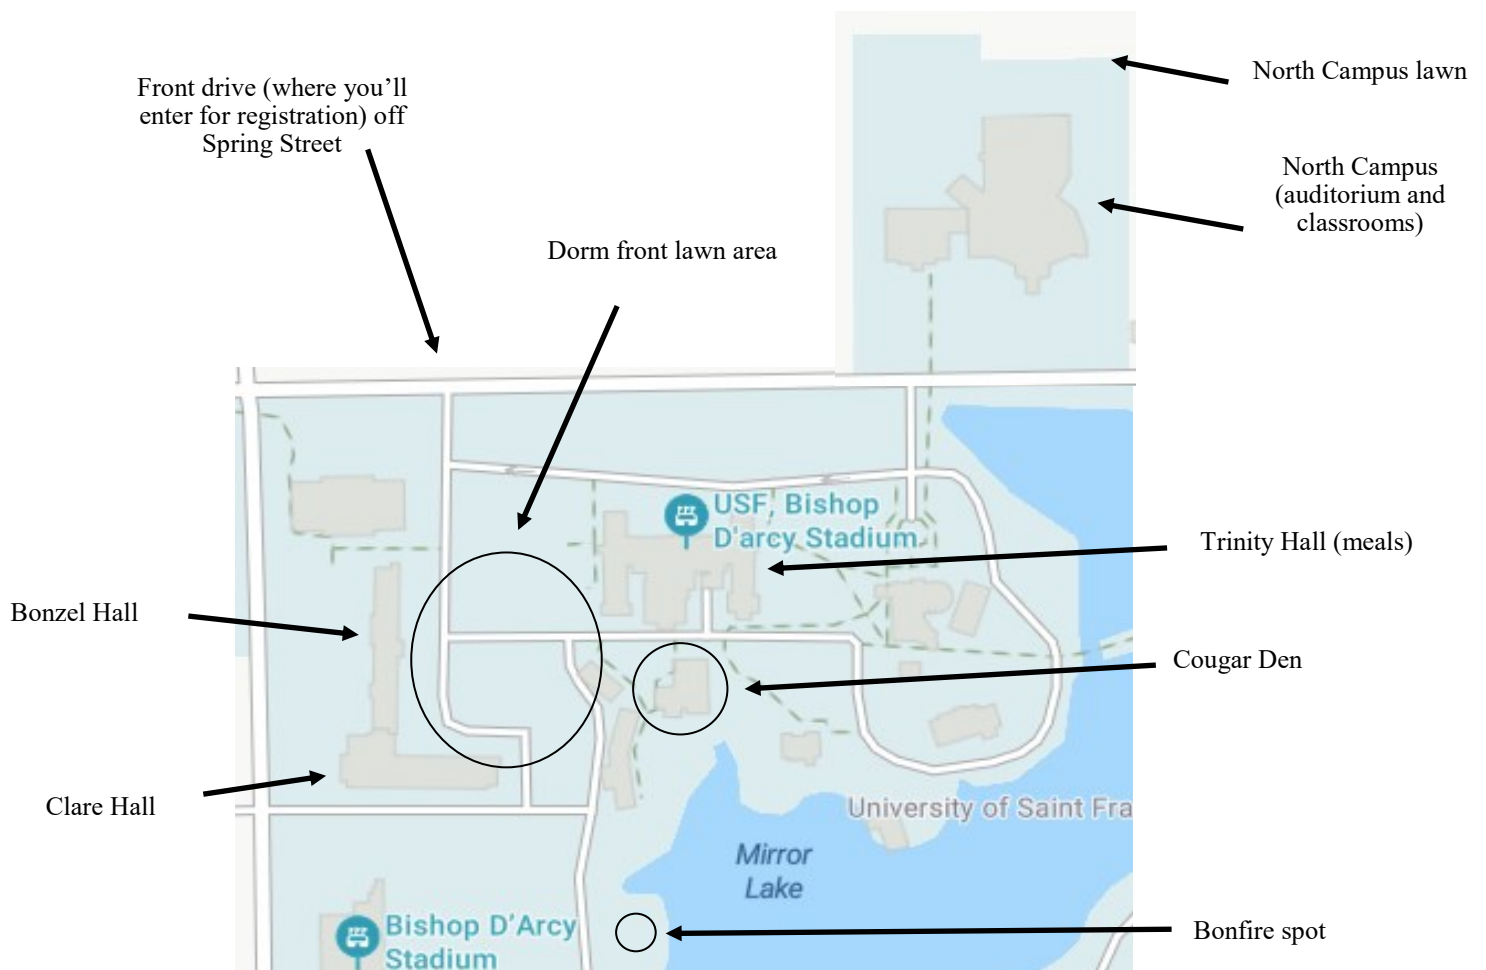 North Campus lawn
Front drive (where you’ll
enter for registration) off
Spring Street
North Campus
(auditorium and
classrooms)
Dorm front lawn area
USF, Bishop
D'arcy Stadium
Trinity Hall (meals)
Bonzel Hall
Cougar Den
Clare Hall
University of Saint Fra
Mirror
Lake
Bishop D'Arcy
Stadium
Bonfire spot